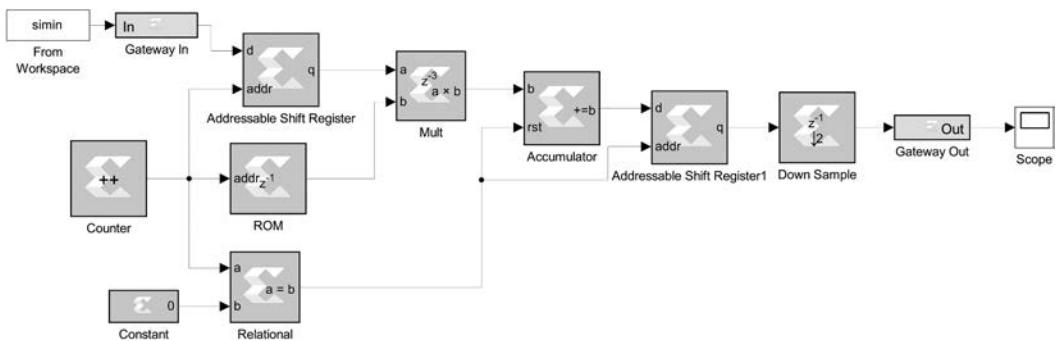 simin
From
Workspace
In
Gateway In
d
addr
q
Addressable Shift Register
a
b
z-3
a × b
Mult
b
rst
+=b
Accumulator
d
addr
q
Addressable Shift Register1
z-1
↓2
Down Sample
Out
Gateway Out
Scope
++
Counter
addr
z-1
ROM
a
b
a = b
Relational
0
Constant